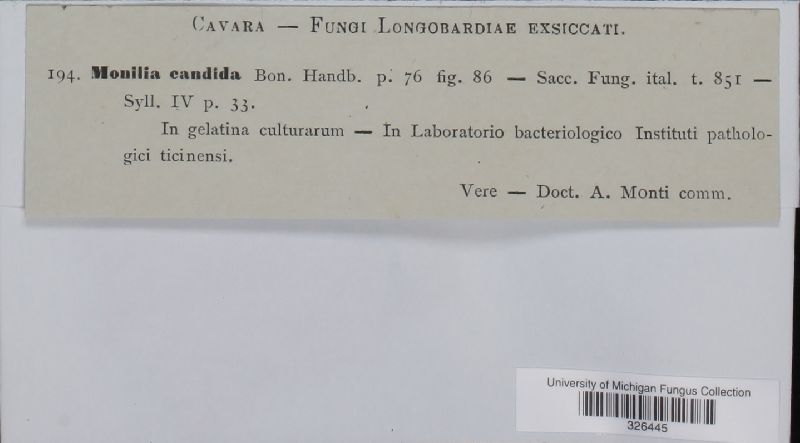 CAVARA — FUNGI LONGOBARDIAE EXSICCATI.
194. Monilia candida Bon. Handb. p. 76 fig. 86 — Sacc. Fung. ital. t. 851 —
Syll. IV p. 33.
In gelatina culturarum — In Laboratorio bacteriologico Instituti patholo-
gici ticinensi.
Vere — Doct. A. Monti comm.
University of Michigan Fungus Collection
326445